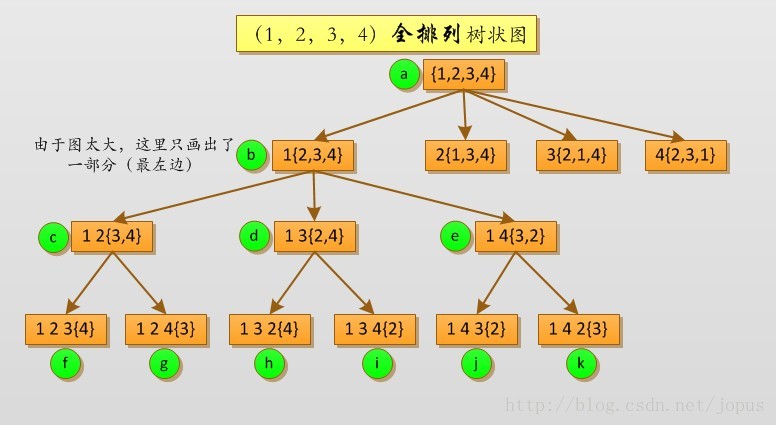 (1, 2, 3, 4) 全排列树状图
a {1,2,3,4}
由于图太大，这里只画出了
一部分（最左边）
b 1{2,3,4} 2{1,3,4} 3{2,1,4} 4{2,3,1}
c 1 2{3,4} d 1 3{2,4} e 1 4{3,2}
1 2 3{4} 1 2 4{3} 1 3 2{4} 1 3 4{2} 1 4 3{2} 1 4 2{3}
f g h i j k
http://blog.csdn.net/jopus